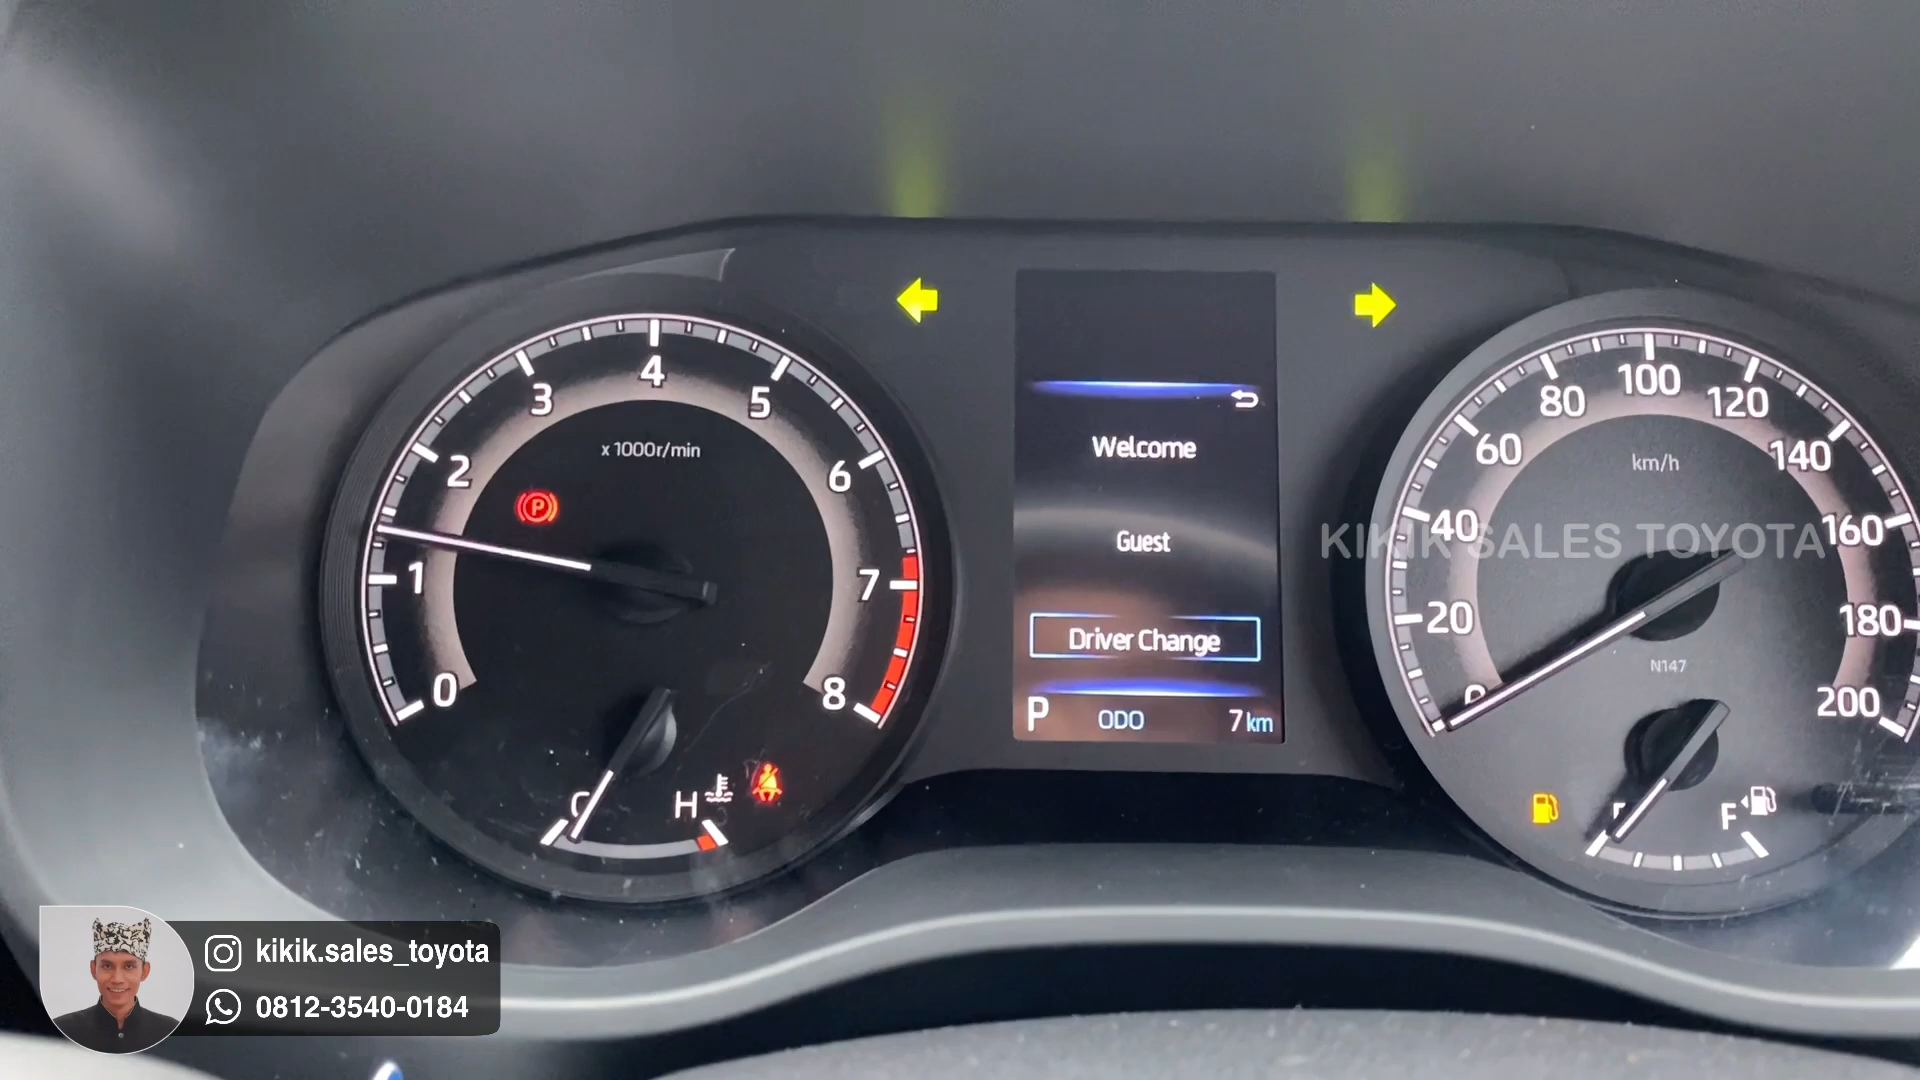 x 1000r/min
0
1
2
3
4
5
6
7
8
P
C
H
Welcome
Guest
Driver Change
P ODO 7 km
0
20
40
60
80
100
120
140
160
180
200
km/h
N147
F
KIKIK SALES TOYOTA
kikik.sales_toyota
0812-3540-0184